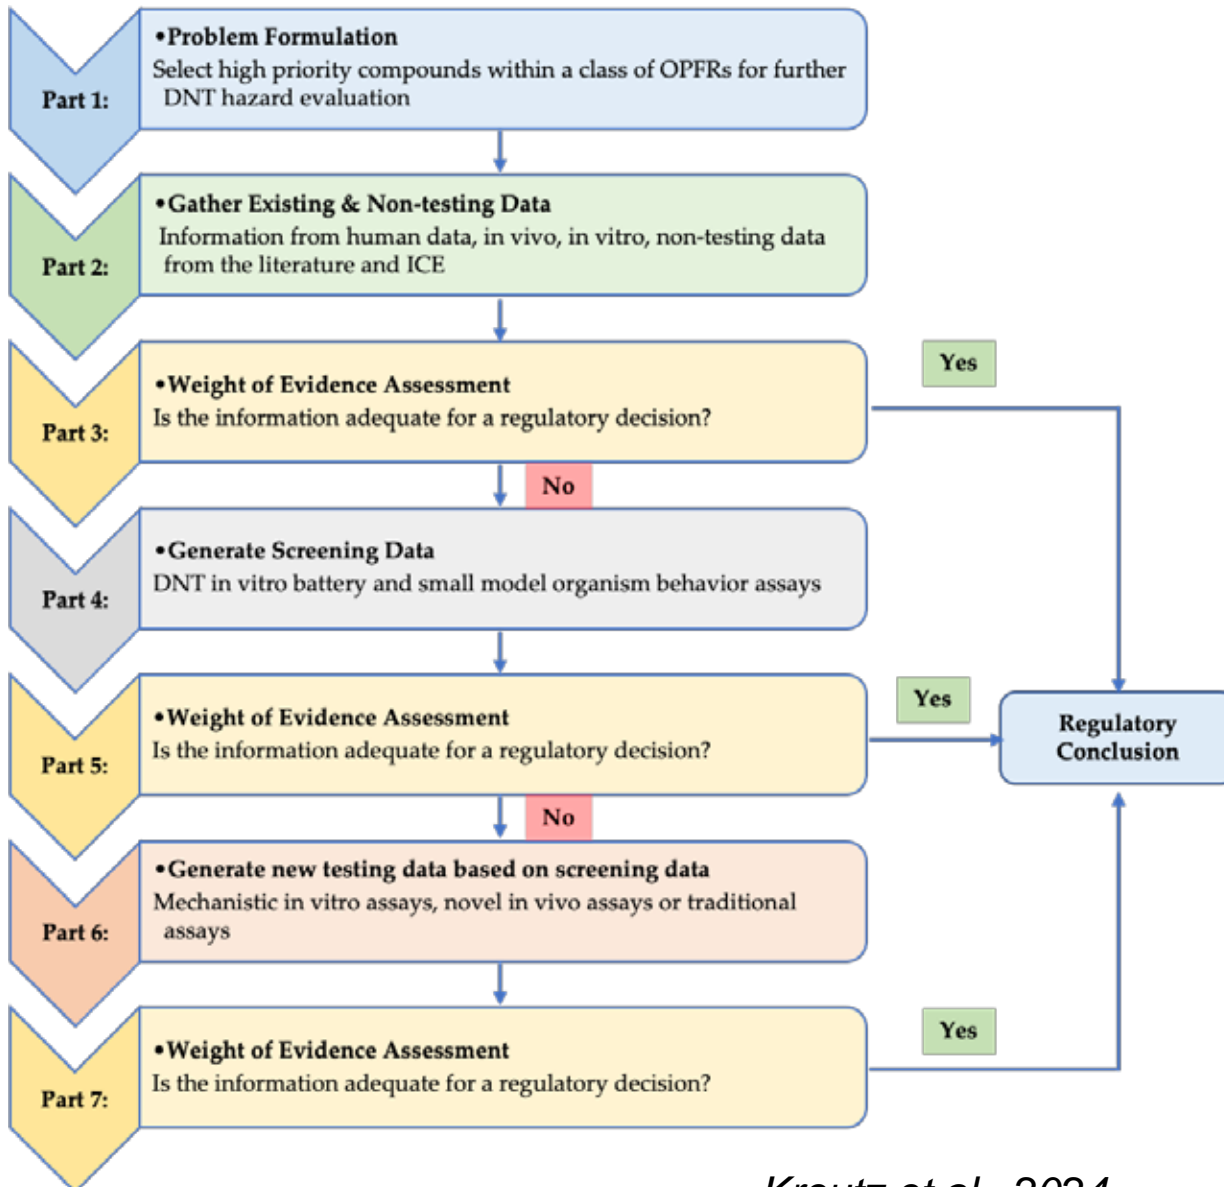 •Problem Formulation
Select high priority compounds within a class of OPFRs for further
DNT hazard evaluation
Part 1:
•Gather Existing & Non-testing Data
Information from human data, in vivo, in vitro, non-testing data
from the literature and ICE
Part 2:
•Weight of Evidence Assessment
Is the information adequate for a regulatory decision?
Part 3:
Yes
No
•Generate Screening Data
DNT in vitro battery and small model organism behavior assays
Part 4:
•Weight of Evidence Assessment
Is the information adequate for a regulatory decision?
Part 5:
Yes
Regulatory
Conclusion
No
•Generate new testing data based on screening data
Mechanistic in vitro assays, novel in vivo assays or traditional
assays
Part 6:
•Weight of Evidence Assessment
Is the information adequate for a regulatory decision?
Part 7:
Yes
et al., 2024